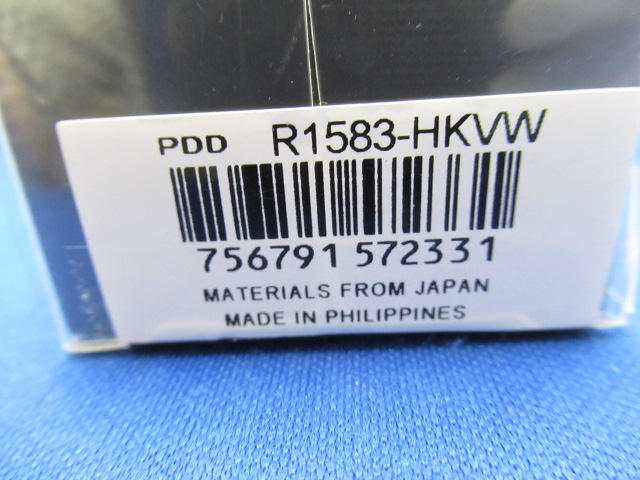 PDD R1583-HKVW
756791 572331
MATERIALS FROM JAPAN
MADE IN PHILIPPINES